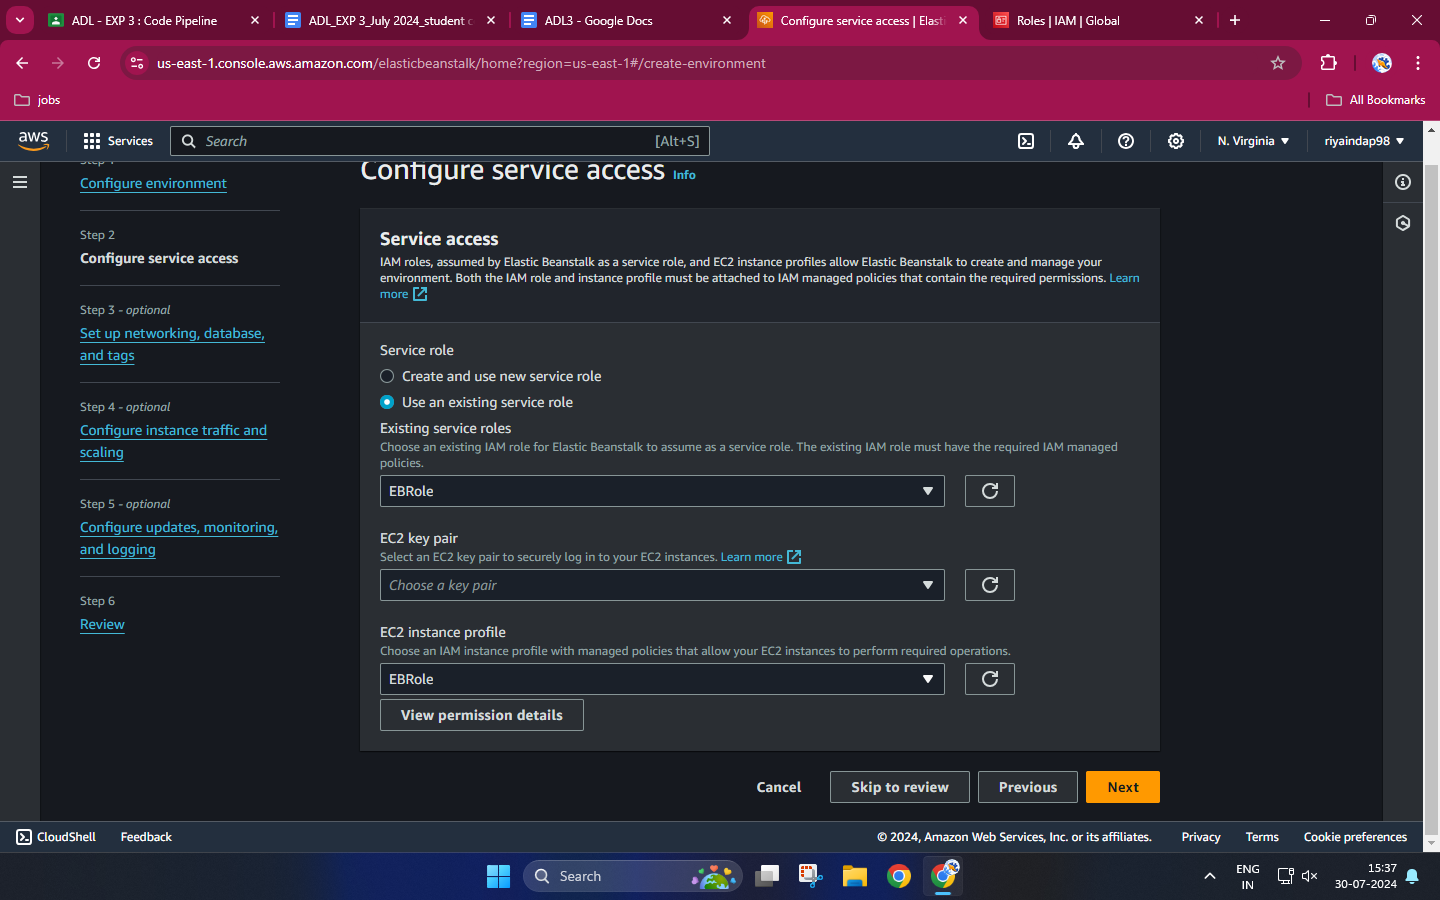 ADL - EXP 3 : Code Pipeline
ADL_EXP 3_July 2024_student c
ADL3 - Google Docs
Configure service access | Elasti
Roles | IAM | Global
us-east-1.console.aws.amazon.com/elasticbeanstalk/home?region=us-east-1#/create-environment
jobs
All Bookmarks
aws
Services
Search
[Alt+S]
N. Virginia
riyaindap98
Configure environment
Step 2
Configure service access
Step 3 - optional
Set up networking, database,
and tags
Step 4 - optional
Configure instance traffic and
scaling
Step 5 - optional
Configure updates, monitoring,
and logging
Step 6
Review
Configure service access Info
Service access
IAM roles, assumed by Elastic Beanstalk as a service role, and EC2 instance profiles allow Elastic Beanstalk to create and manage your
environment. Both the IAM role and instance profile must be attached to IAM managed policies that contain the required permissions. Learn
more
Service role
Create and use new service role
Use an existing service role
Existing service roles
Choose an existing IAM role for Elastic Beanstalk to assume as a service role. The existing IAM role must have the required IAM managed
policies.
EBRole
EC2 key pair
Select an EC2 key pair to securely log in to your EC2 instances. Learn more
Choose a key pair
EC2 instance profile
Choose an IAM instance profile with managed policies that allow your EC2 instances to perform required operations.
EBRole
View permission details
Cancel
Skip to review
Previous
Next
CloudShell
Feedback
© 2024, Amazon Web Services, Inc. or its affiliates.
Privacy
Terms
Cookie preferences
Search
ENG
IN
15:37
30-07-2024